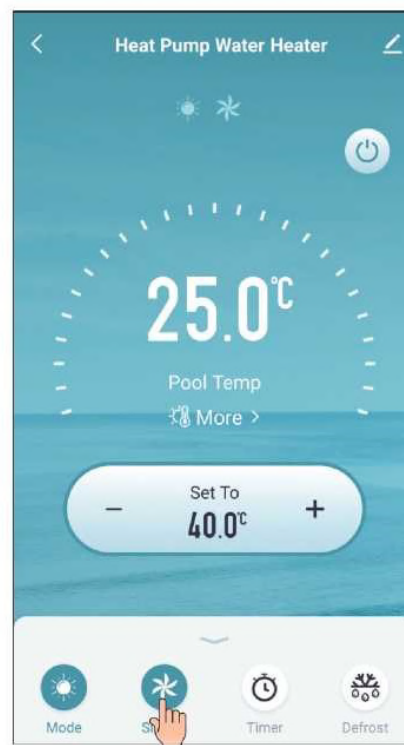 Heat Pump Water Heater
25.0°C
Pool Temp
More >
Set To
− 40.0°C +
Mode Timer Defrost